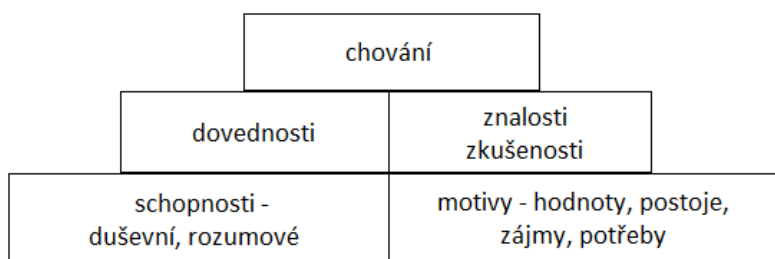 chování
dovednosti
znalosti
zkušenosti
schopnosti -
duševní, rozumové
motivy - hodnoty, postoje,
zájmy, potřeby